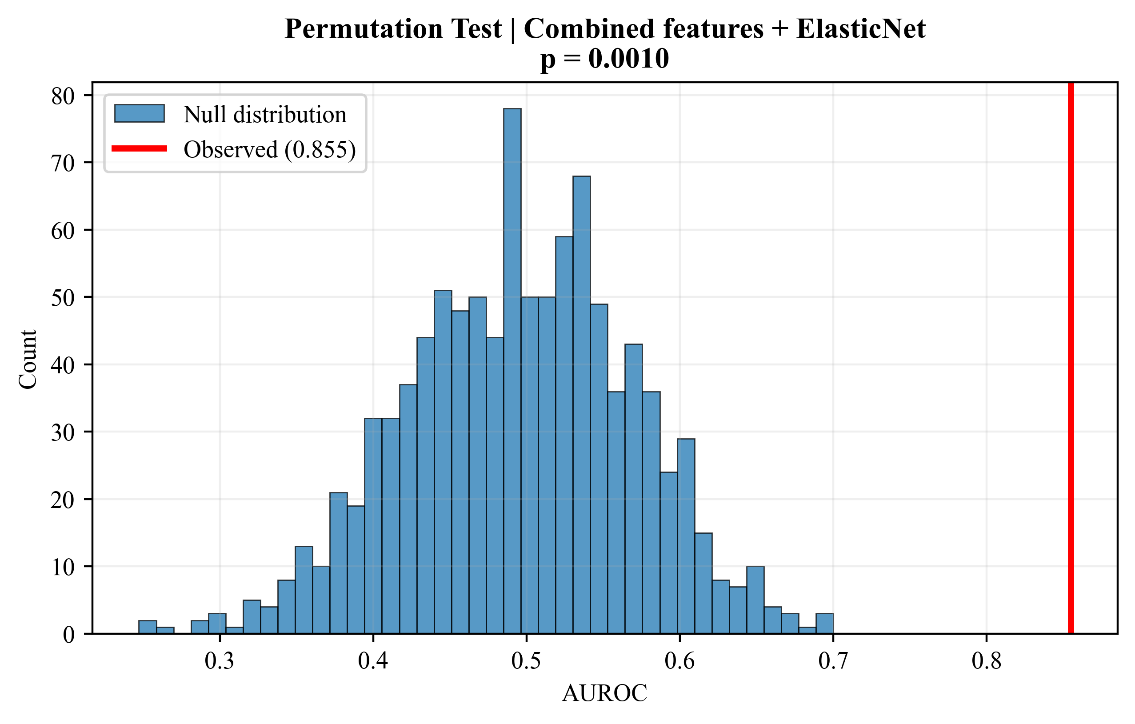 Permutation Test | Combined features + ElasticNet
p = 0.0010
Null distribution
Observed (0.855)
80
70
60
50
40
30
20
10
0
Count
0.3 0.4 0.5 0.6 0.7 0.8
AUROC